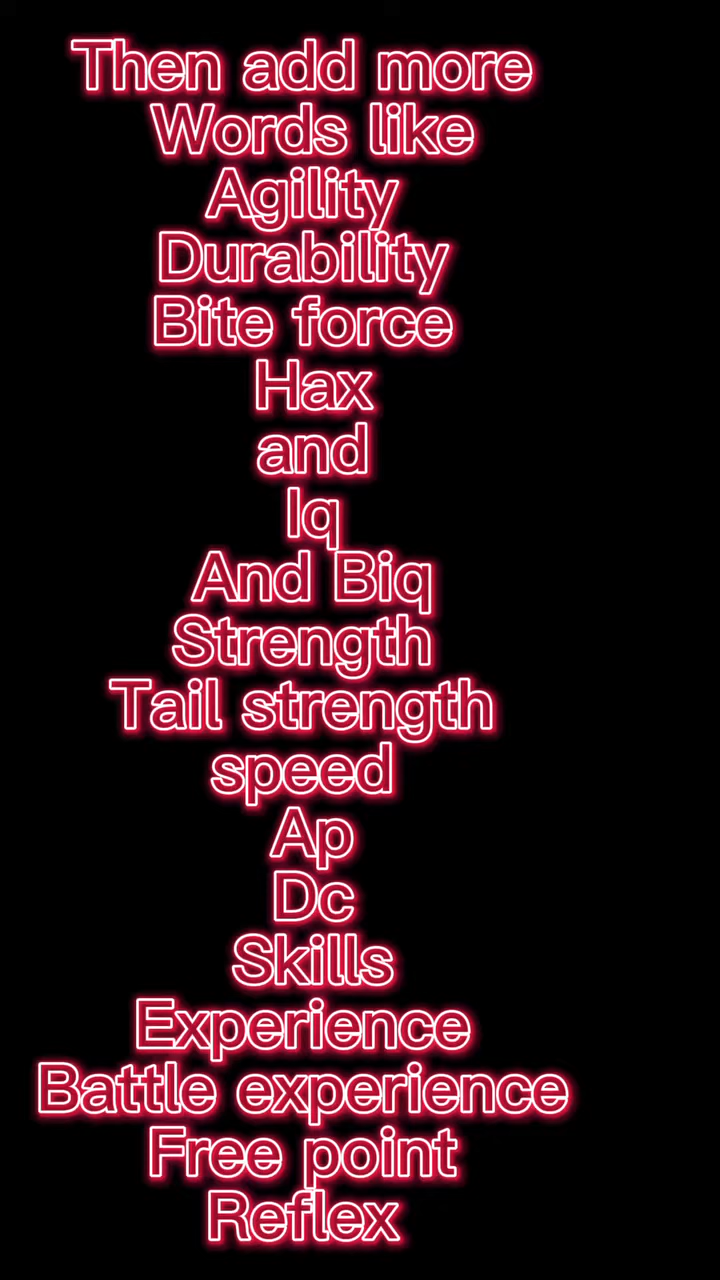 Then add more
Words like
Agility
Durability
Bite force
Hax
and
Iq
And Biq
Strength
Tail strength
speed
Ap
Dc
Skills
Experience
Battle experience
Free point
Reflex